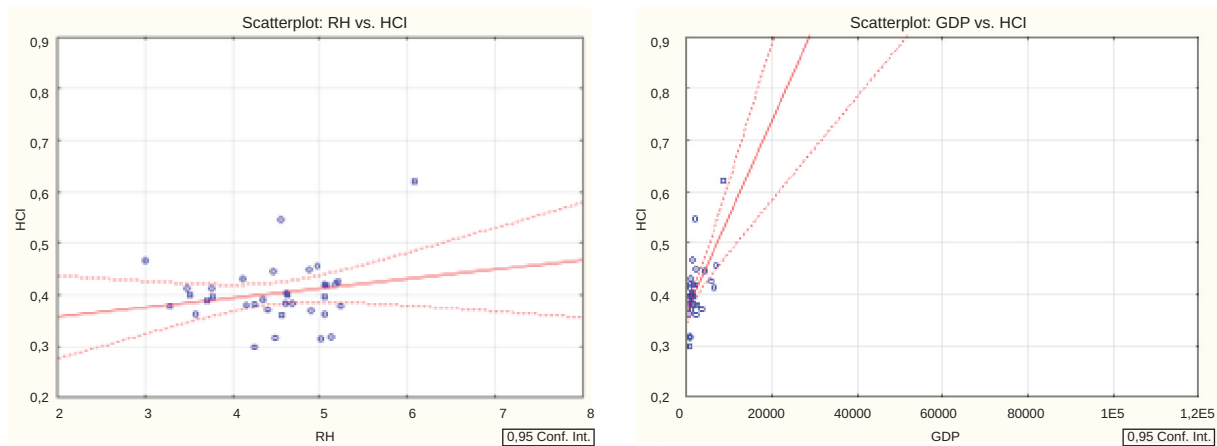 Scatterplot: RH vs. HCI
0,9
0,8
0,7
0,6
0,5
0,4
0,3
0,2
HCI
2 3 4 5 6 7 8
RH
0,95 Conf. Int.
Scatterplot: GDP vs. HCI
0,9
0,8
0,7
0,6
0,5
0,4
0,3
0,2
HCI
0 20000 40000 60000 80000 1E5 1,2E5
GDP
0,95 Conf. Int.